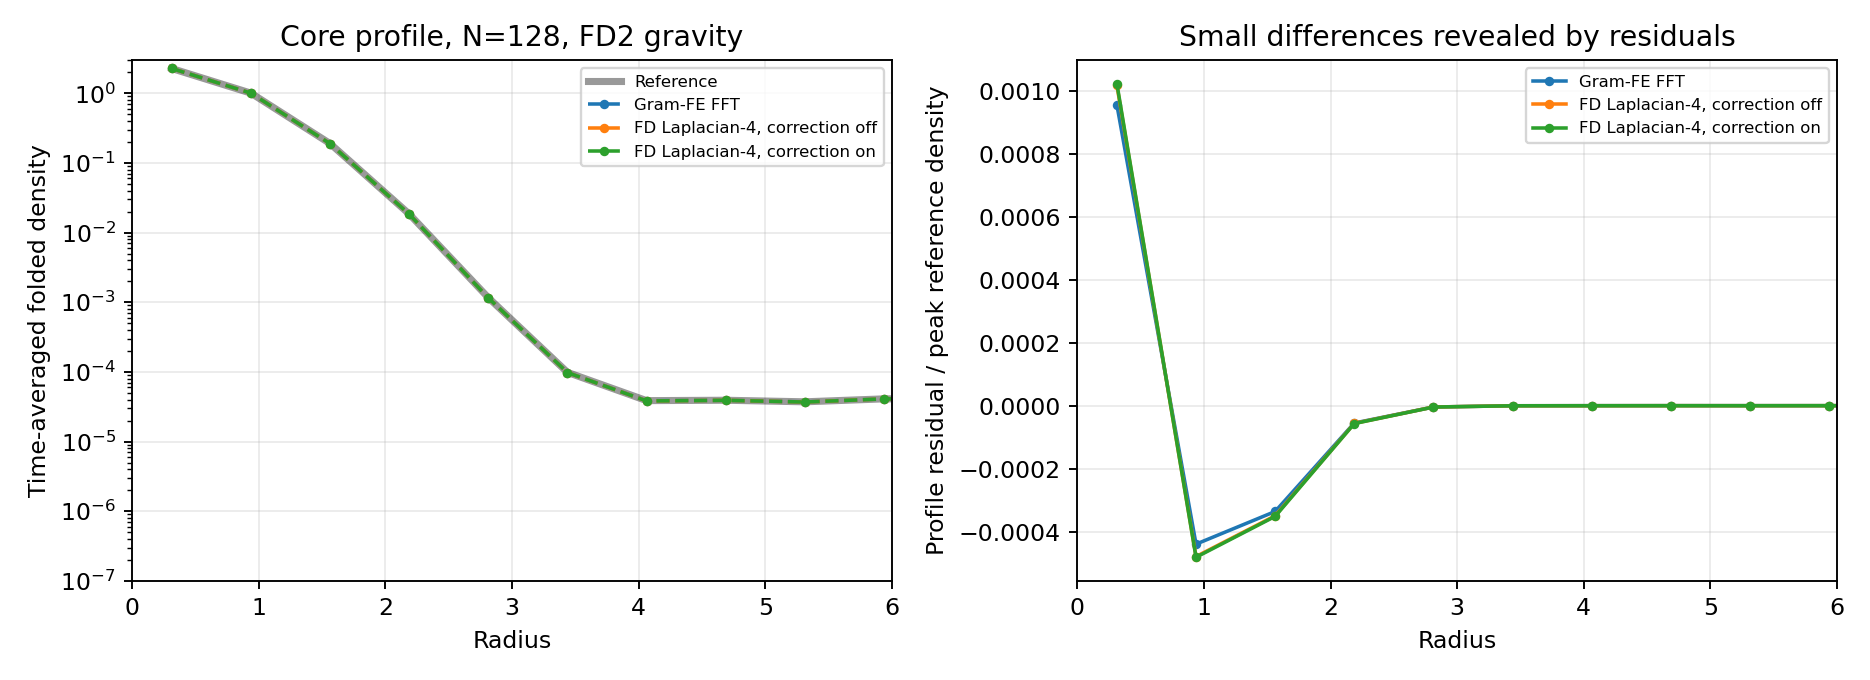 Core profile, N=128, FD2 gravity
Time-averaged folded density
10⁰
10⁻¹
10⁻²
10⁻³
10⁻⁴
10⁻⁵
10⁻⁶
10⁻⁷
Reference
Gram-FE FFT
FD Laplacian-4, correction off
FD Laplacian-4, correction on
0 1 2 3 4 5 6
Radius
Small differences revealed by residuals
Profile residual / peak reference density
0.0010
0.0008
0.0006
0.0004
0.0002
0.0000
−0.0002
−0.0004
Gram-FE FFT
FD Laplacian-4, correction off
FD Laplacian-4, correction on
0 1 2 3 4 5 6
Radius